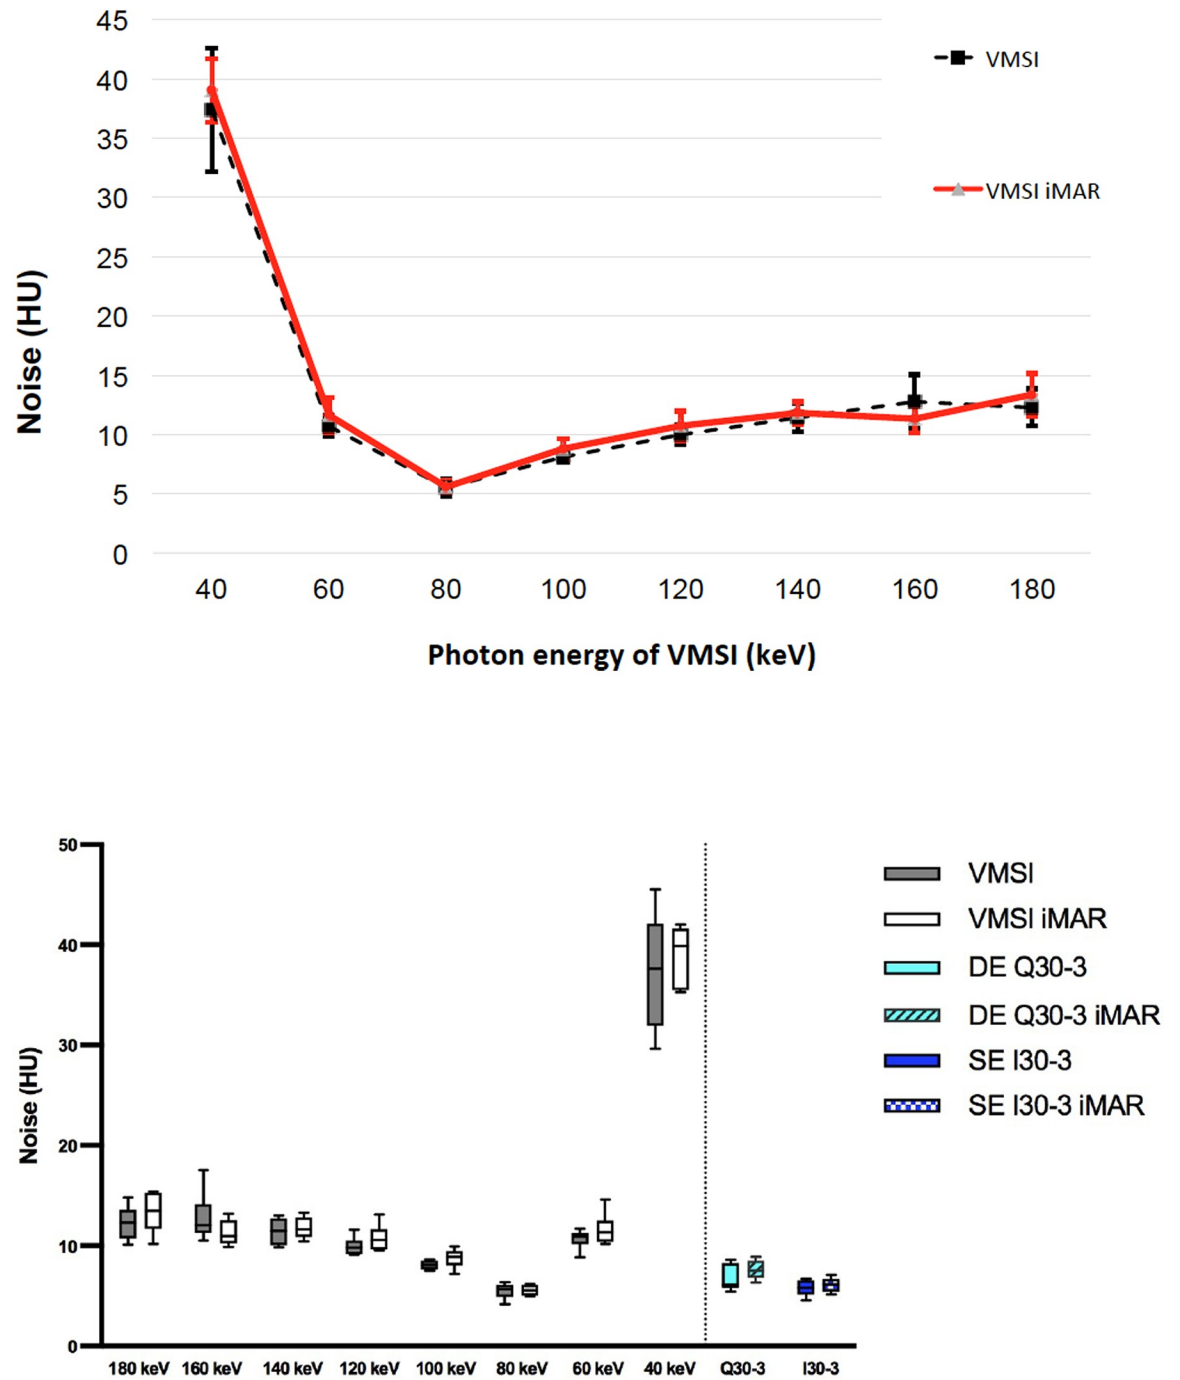 45
40
35
30
25
20
15
10
5
0
Noise (HU)
40 60 80 100 120 140 160 180
Photon energy of VMSI (keV)
VMSI
VMSI iMAR
50
40
30
20
10
0
Noise (HU)
180 keV 160 keV 140 keV 120 keV 100 keV 80 keV 60 keV 40 keV Q30-3 I30-3
VMSI
VMSI iMAR
DE Q30-3
DE Q30-3 iMAR
SE I30-3
SE I30-3 iMAR